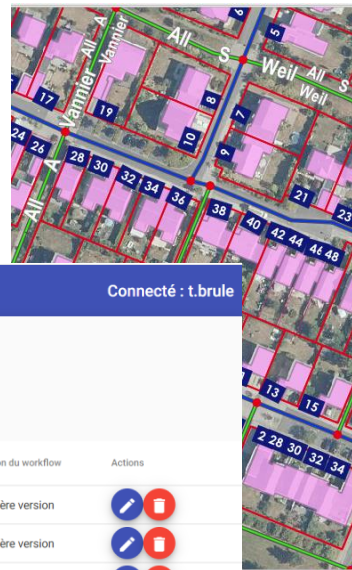 6
5
All
S
Weil
All S
Weil
All A
Vannier
17
19
All A Vannier
8
10
7
9
24
26
28
30
32
34
36
38
40
42 44 46 48
21
23
Connecté : t.brule
13
15
2 28 30 32 34
on du workflow
Actions
ère version
ère version